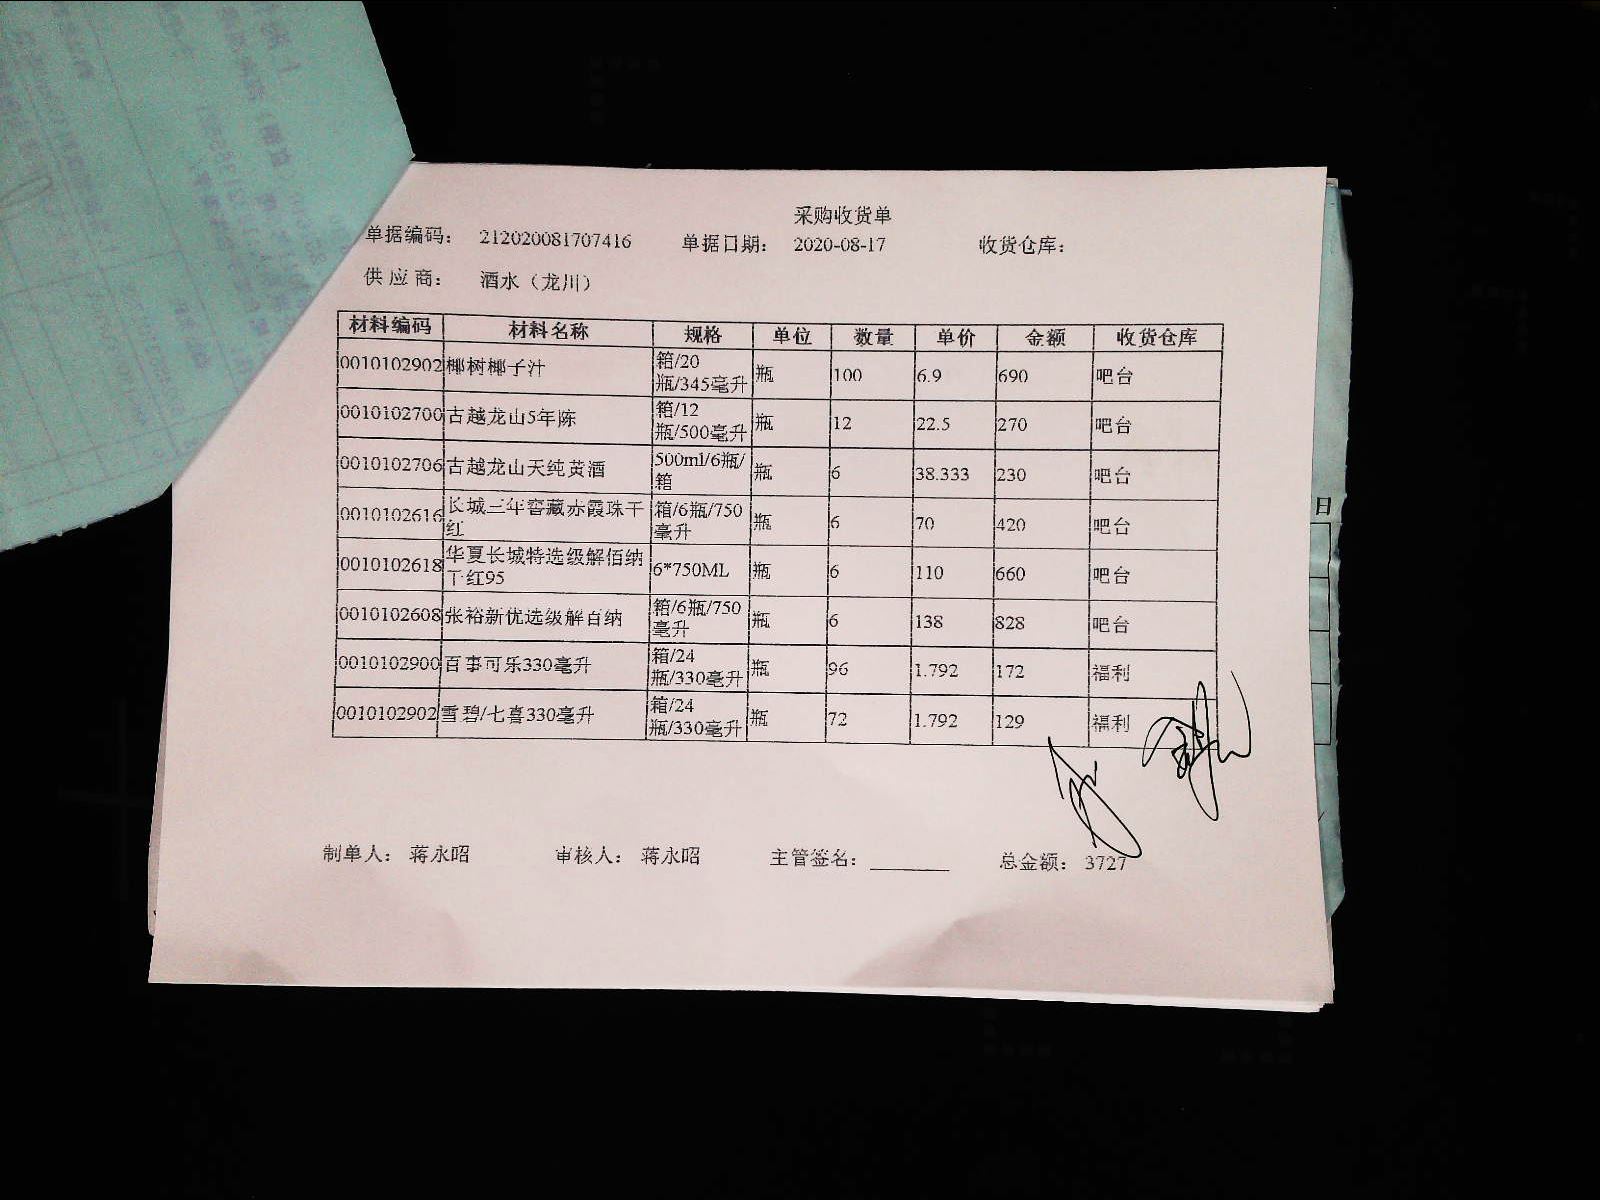 采购收货单
单据编码： 212020081707416 单据日期： 2020-08-17 收货仓库：
供 应 商： 酒水（龙川）
材料编码 材料名称 规格 单位 数量 单价 金额 收货仓库
0010102902 椰树椰子汁 箱/20 瓶/345毫升 瓶 100 6.9 690 吧台
0010102700 古越龙山5年陈 箱/12 瓶/500毫升 瓶 12 22.5 270 吧台
0010102706 古越龙山天纯黄酒 500ml/6瓶/箱 瓶 6 38.333 230 吧台
0010102616 长城三年窖藏赤霞珠干红 箱/6瓶/750毫升 瓶 6 70 420 吧台
0010102618 华夏长城特选级解佰纳干红95 6*750ML 瓶 6 110 660 吧台
0010102608 张裕新优选级解百纳 箱/6瓶/750毫升 瓶 6 138 828 吧台
0010102900 百事可乐330毫升 箱/24 瓶/330毫升 瓶 96 1.792 172 福利
0010102902 雪碧/七喜330毫升 箱/24 瓶/330毫升 瓶 72 1.792 129 福利
制单人： 蒋永昭 审核人： 蒋永昭 主管签名： 总金额： 3727
日